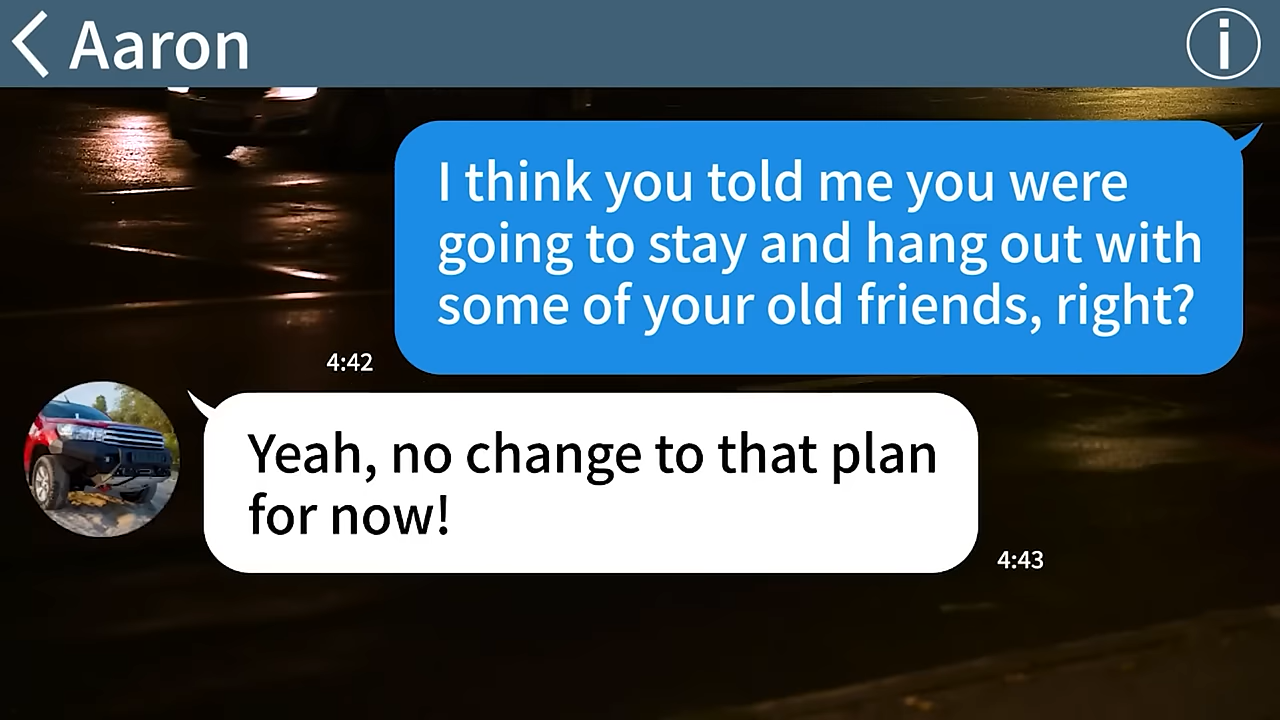 Aaron
I think you told me you were
going to stay and hang out with
some of your old friends, right?
4:42
Yeah, no change to that plan
for now!
4:43